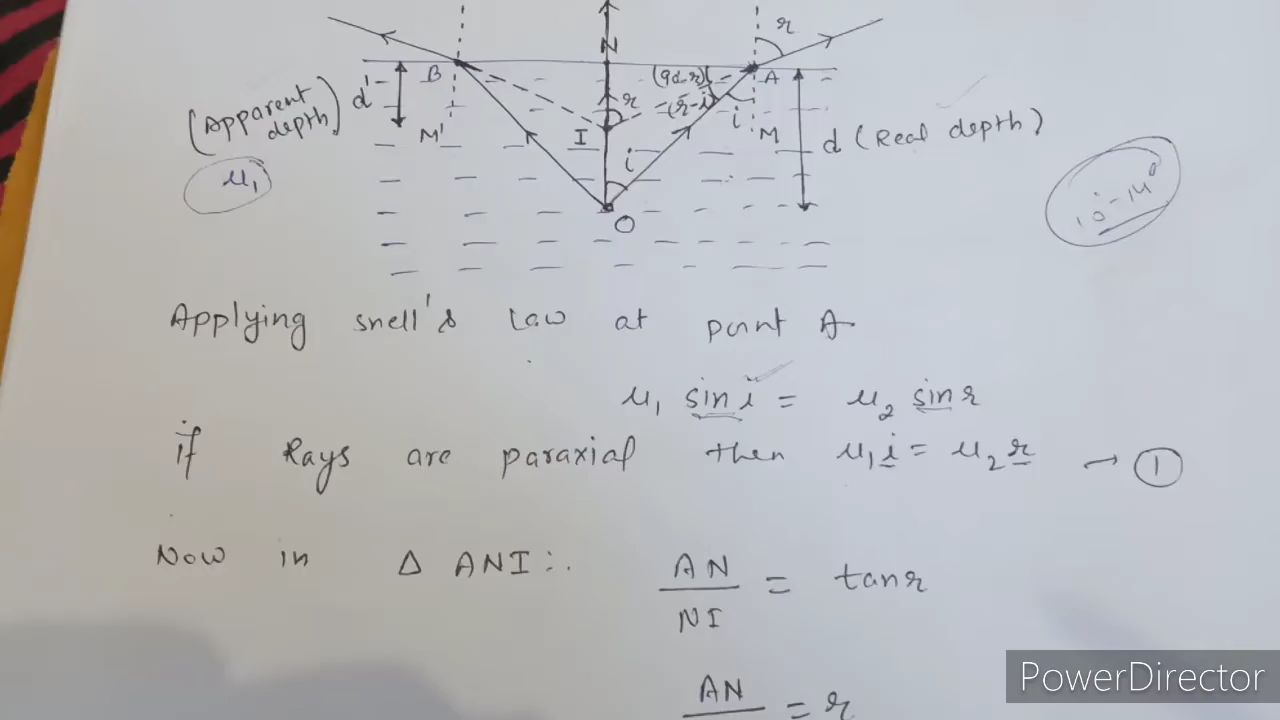 N
r
B
(90-r)
A
(Apparent depth)
d'
r
(r-i)
M'
I
i
M
d (Real depth)
μ₁
i
10°-14°
O
Applying snell's Law at point A
μ₁ sin i = μ₂ sin r
if Rays are paraxial then μ₁ i = μ₂ r → ①
Now in Δ ANI ∴
AN/NI = tan r
AN
= r
PowerDirector